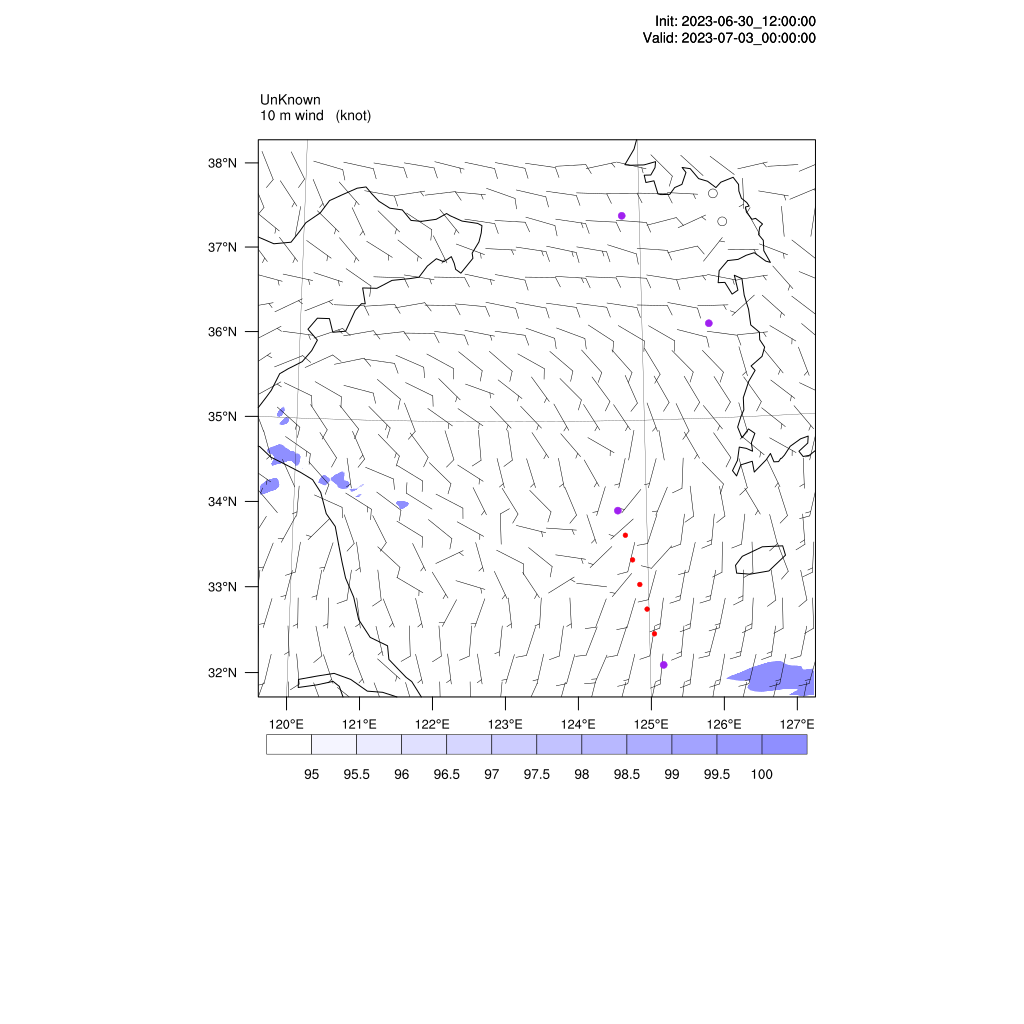 Init: 2023-06-30_12:00:00
Valid: 2023-07-03_00:00:00
UnKnown
10 m wind (knot)
38°N
37°N
36°N
35°N
34°N
33°N
32°N
120°E 121°E 122°E 123°E 124°E 125°E 126°E 127°E
95 95.5 96 96.5 97 97.5 98 98.5 99 99.5 100